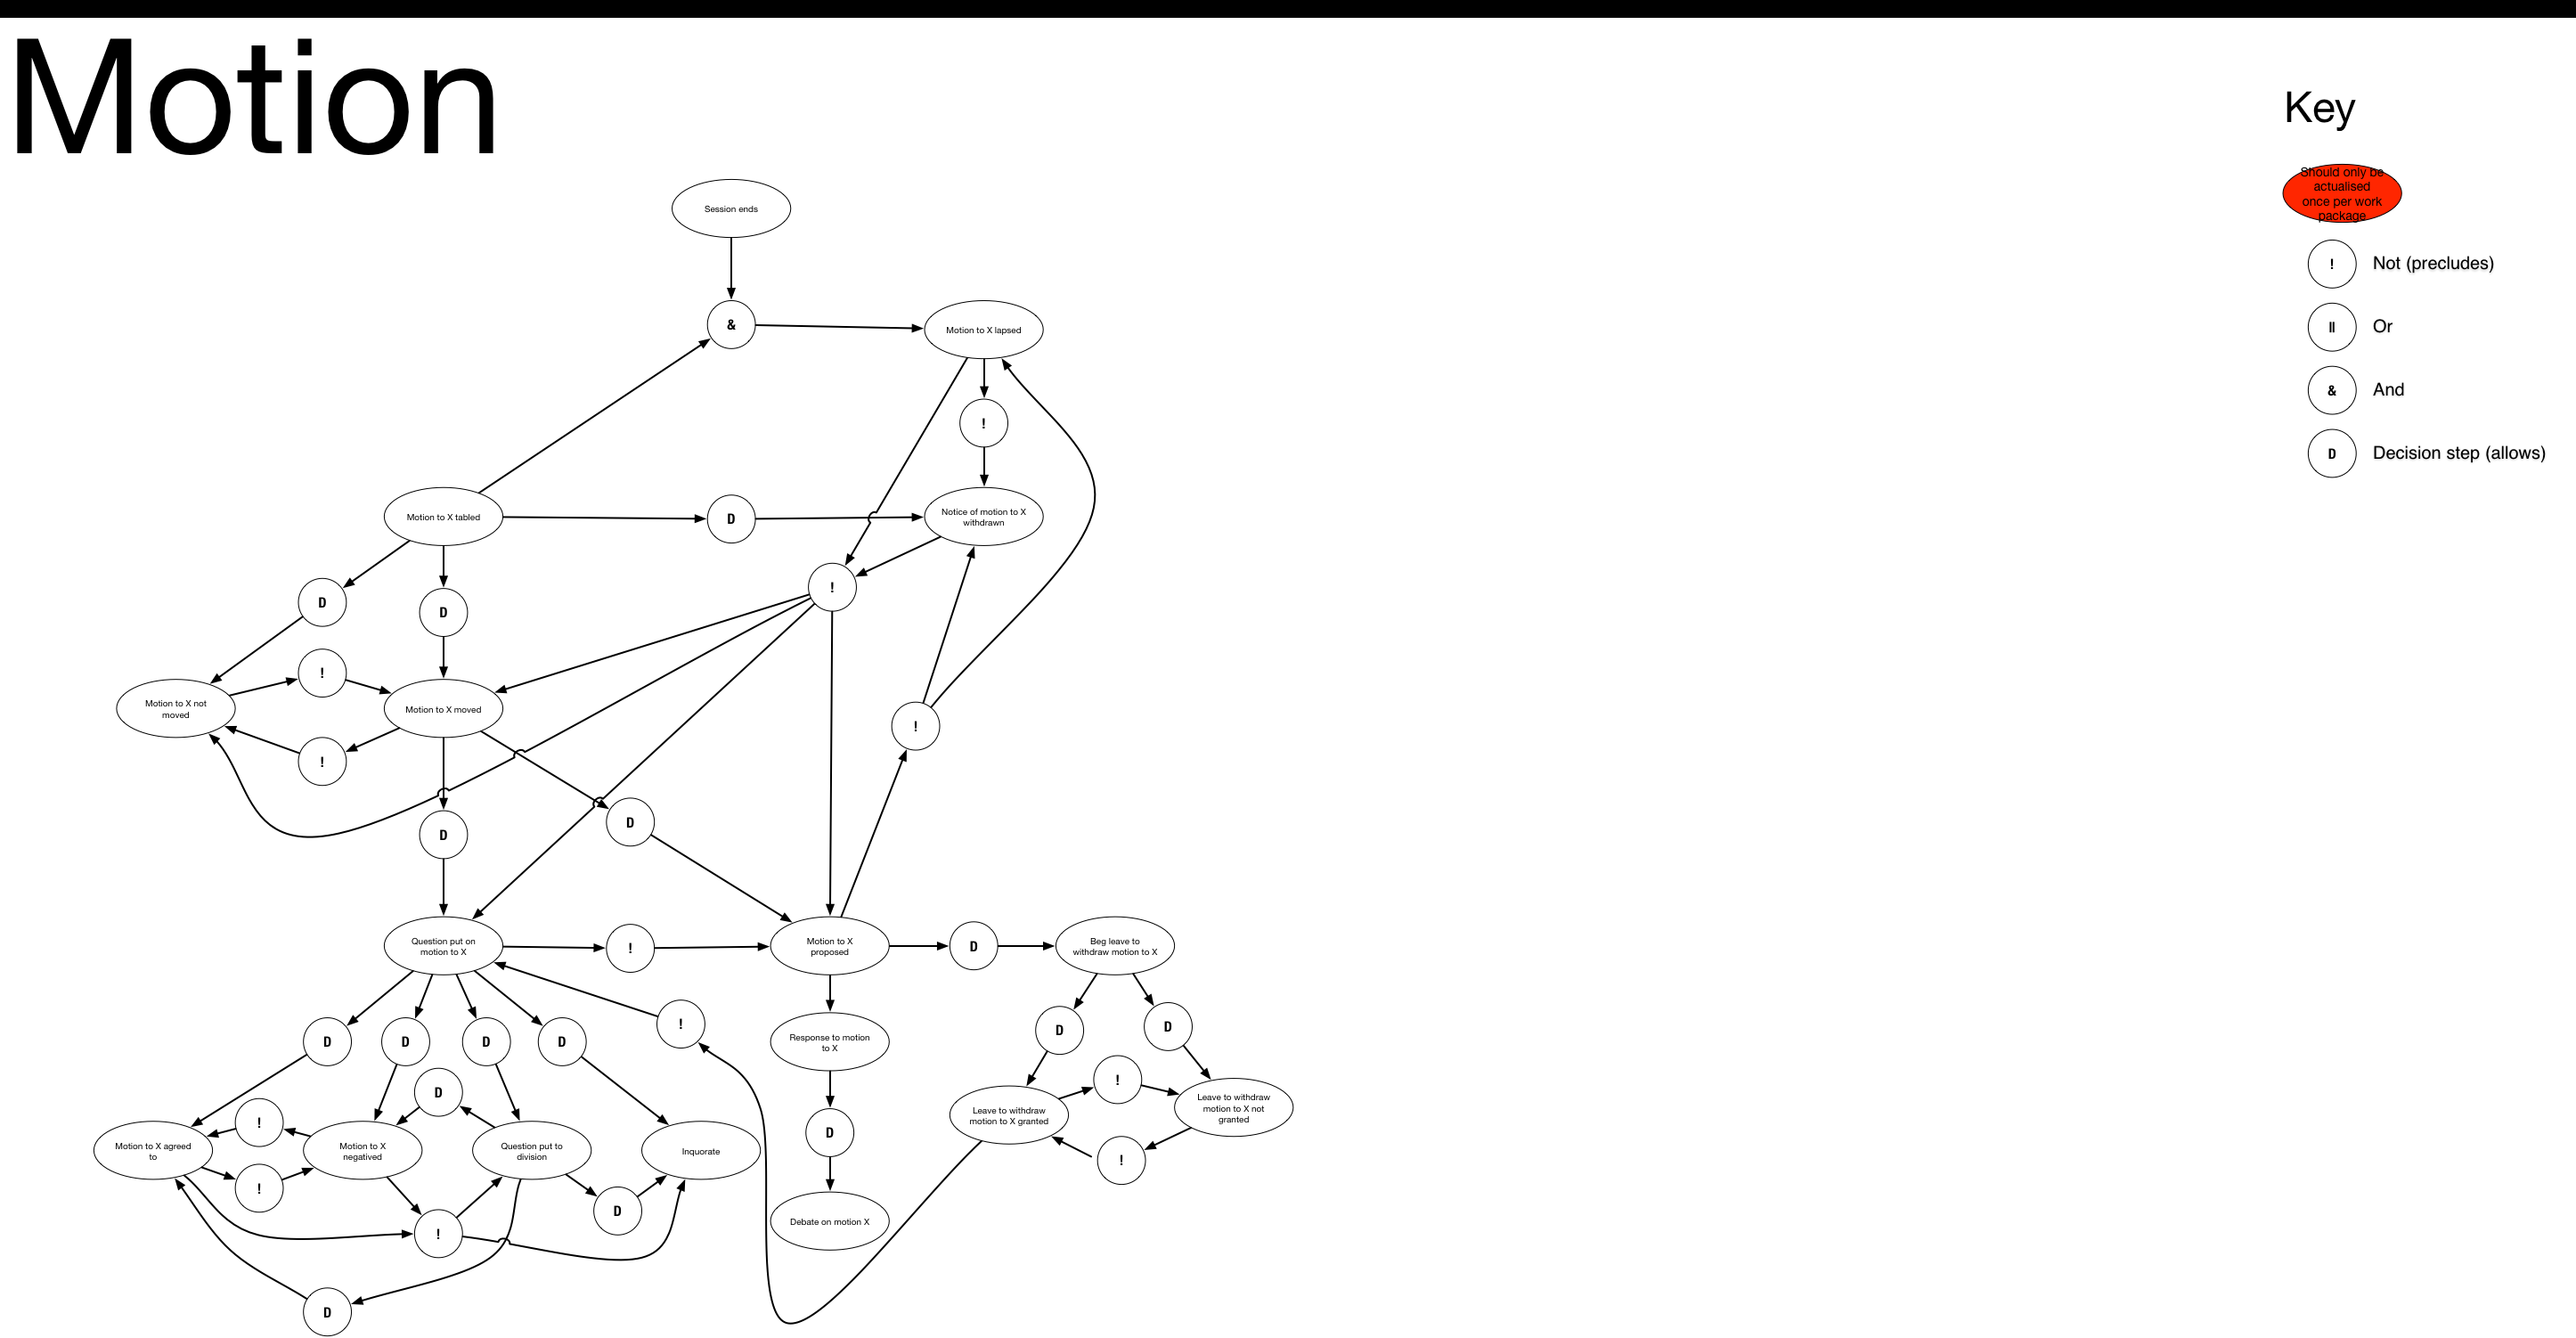 Motion
Key
Should only be
actualised
once per work
package
!
Not (precludes)
||
Or
&
And
D
Decision step (allows)
Session ends
&
Motion to X lapsed
!
Motion to X tabled
D
Notice of motion to X
withdrawn
!
D
D
!
Motion to X not
moved
Motion to X moved
!
!
D
D
Question put on
motion to X
!
Motion to X
proposed
D
Beg leave to
withdraw motion to X
D
D
D
D
!
Response to motion
to X
D
D
D
!
!
Leave to withdraw
motion to X granted
Leave to withdraw
motion to X not
granted
Motion to X agreed
to
Motion to X
negatived
Question put to
division
Inquorate
D
!
!
D
!
Debate on motion X
D